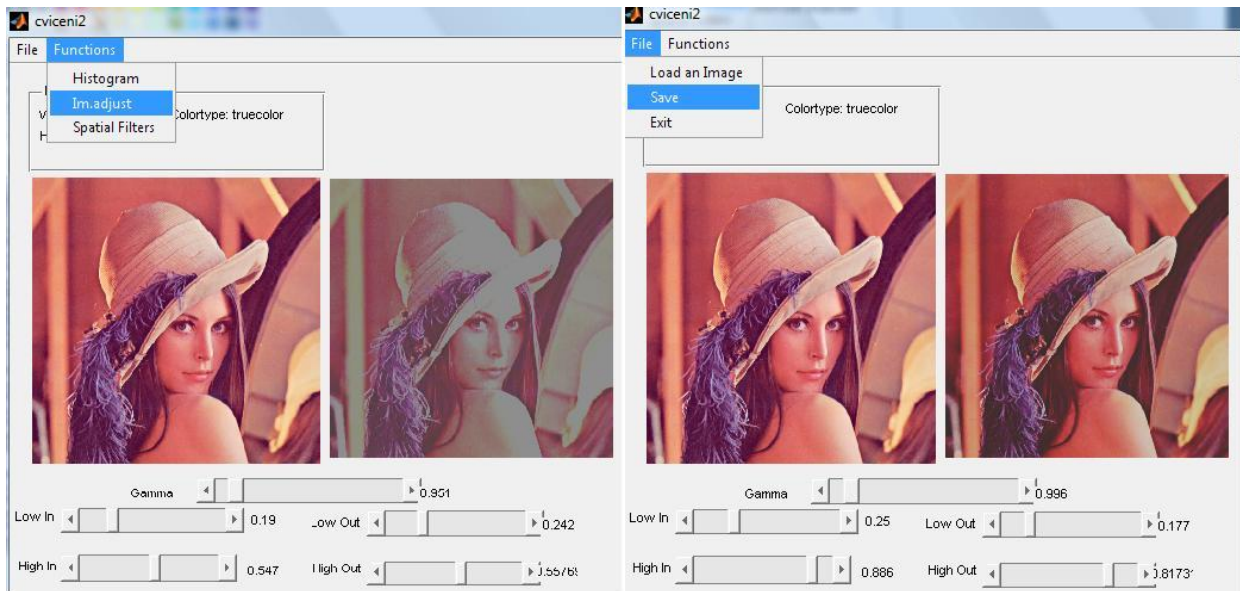 cviceni2
File Functions
Histogram
Im.adjust
Spatial Filters
Colortype: truecolor
Gamma 0.951
Low In 0.19 Low Out 0.242
High In 0.547 High Out
cviceni2
File Functions
Load an Image
Save
Exit
Colortype: truecolor
Gamma 0.996
Low In 0.25 Low Out 0.177
High In 0.886 High Out